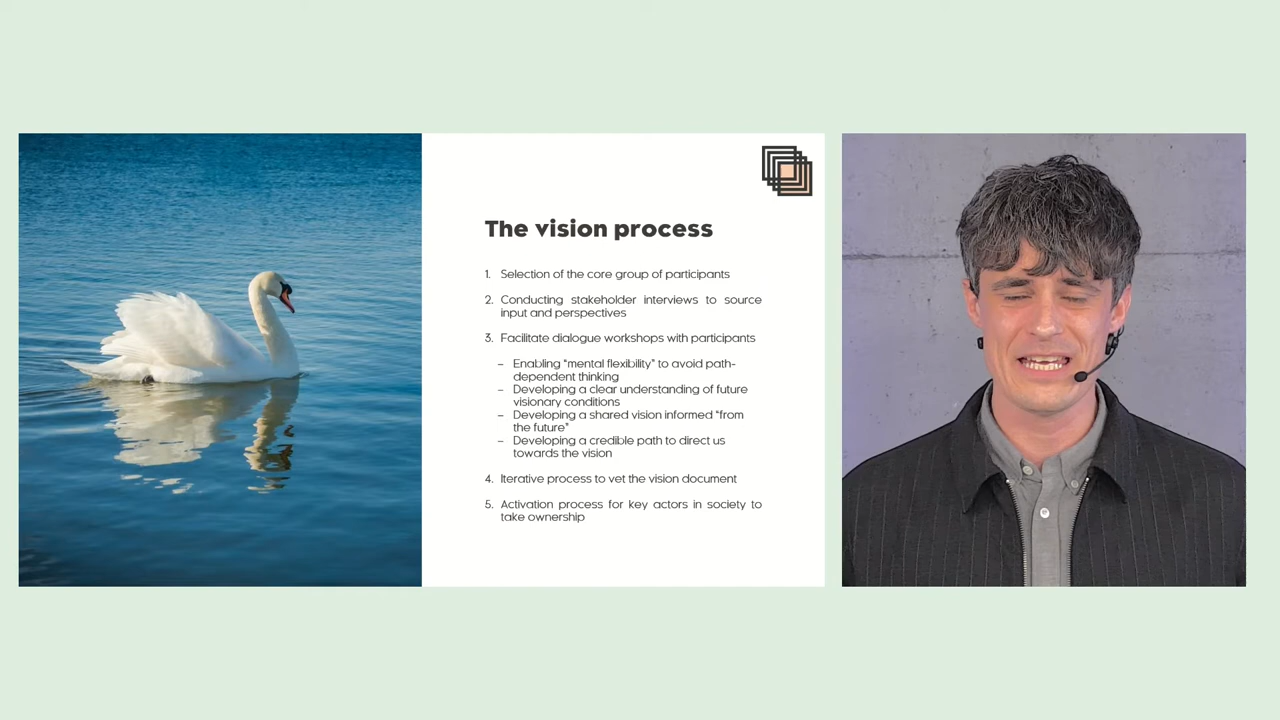 The vision process
1. Selection of the core group of participants
2. Conducting stakeholder interviews to source
input and perspectives
3. Facilitate dialogue workshops with participants
– Enabling “mental flexibility” to avoid path-
dependent thinking
– Developing a clear understanding of future
visionary conditions
– Developing a shared vision informed “from
the future”
– Developing a credible path to direct us
towards the vision
4. Iterative process to vet the vision document
5. Activation process for key actors in society to
take ownership